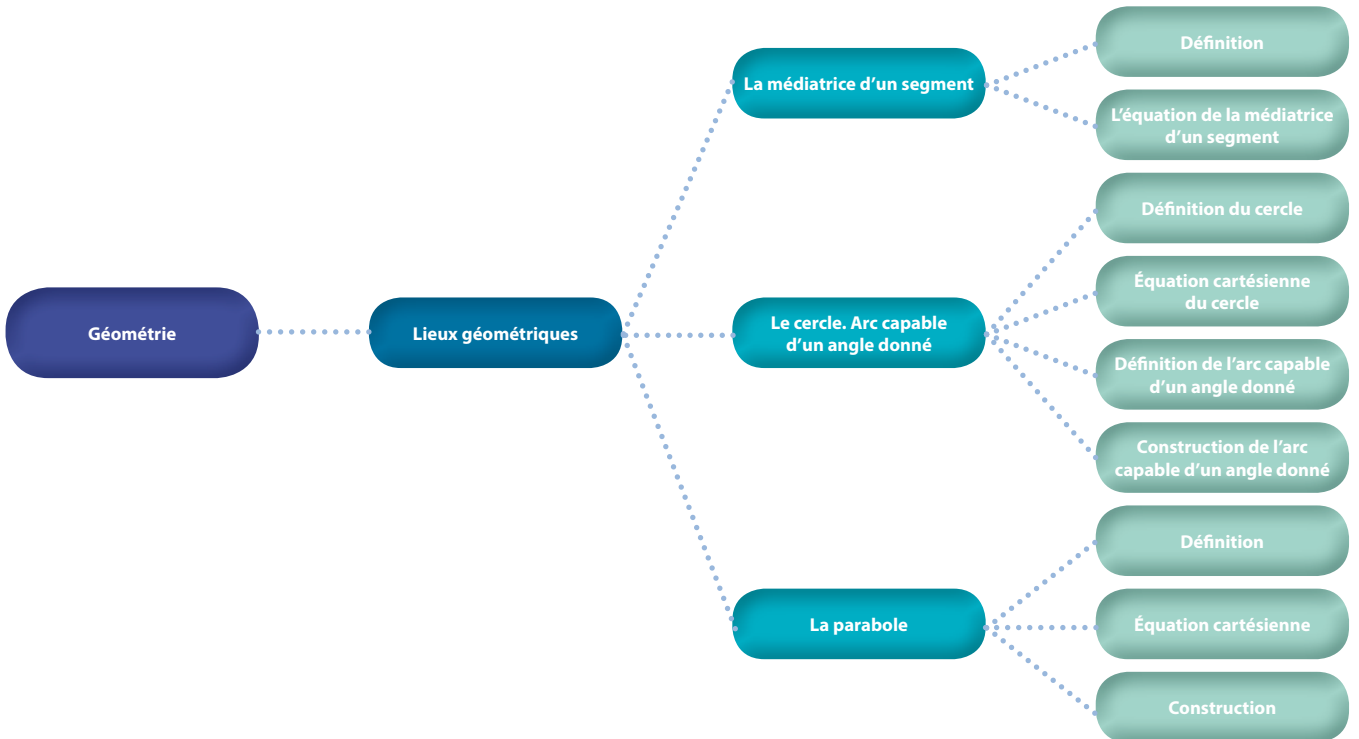 Géométrie
Lieux géométriques
La médiatrice d'un segment
Définition
L'équation de la médiatrice
d'un segment
Le cercle. Arc capable
d'un angle donné
Définition du cercle
Équation cartésienne
du cercle
Définition de l'arc capable
d'un angle donné
Construction de l'arc
capable d'un angle donné
La parabole
Définition
Équation cartésienne
Construction